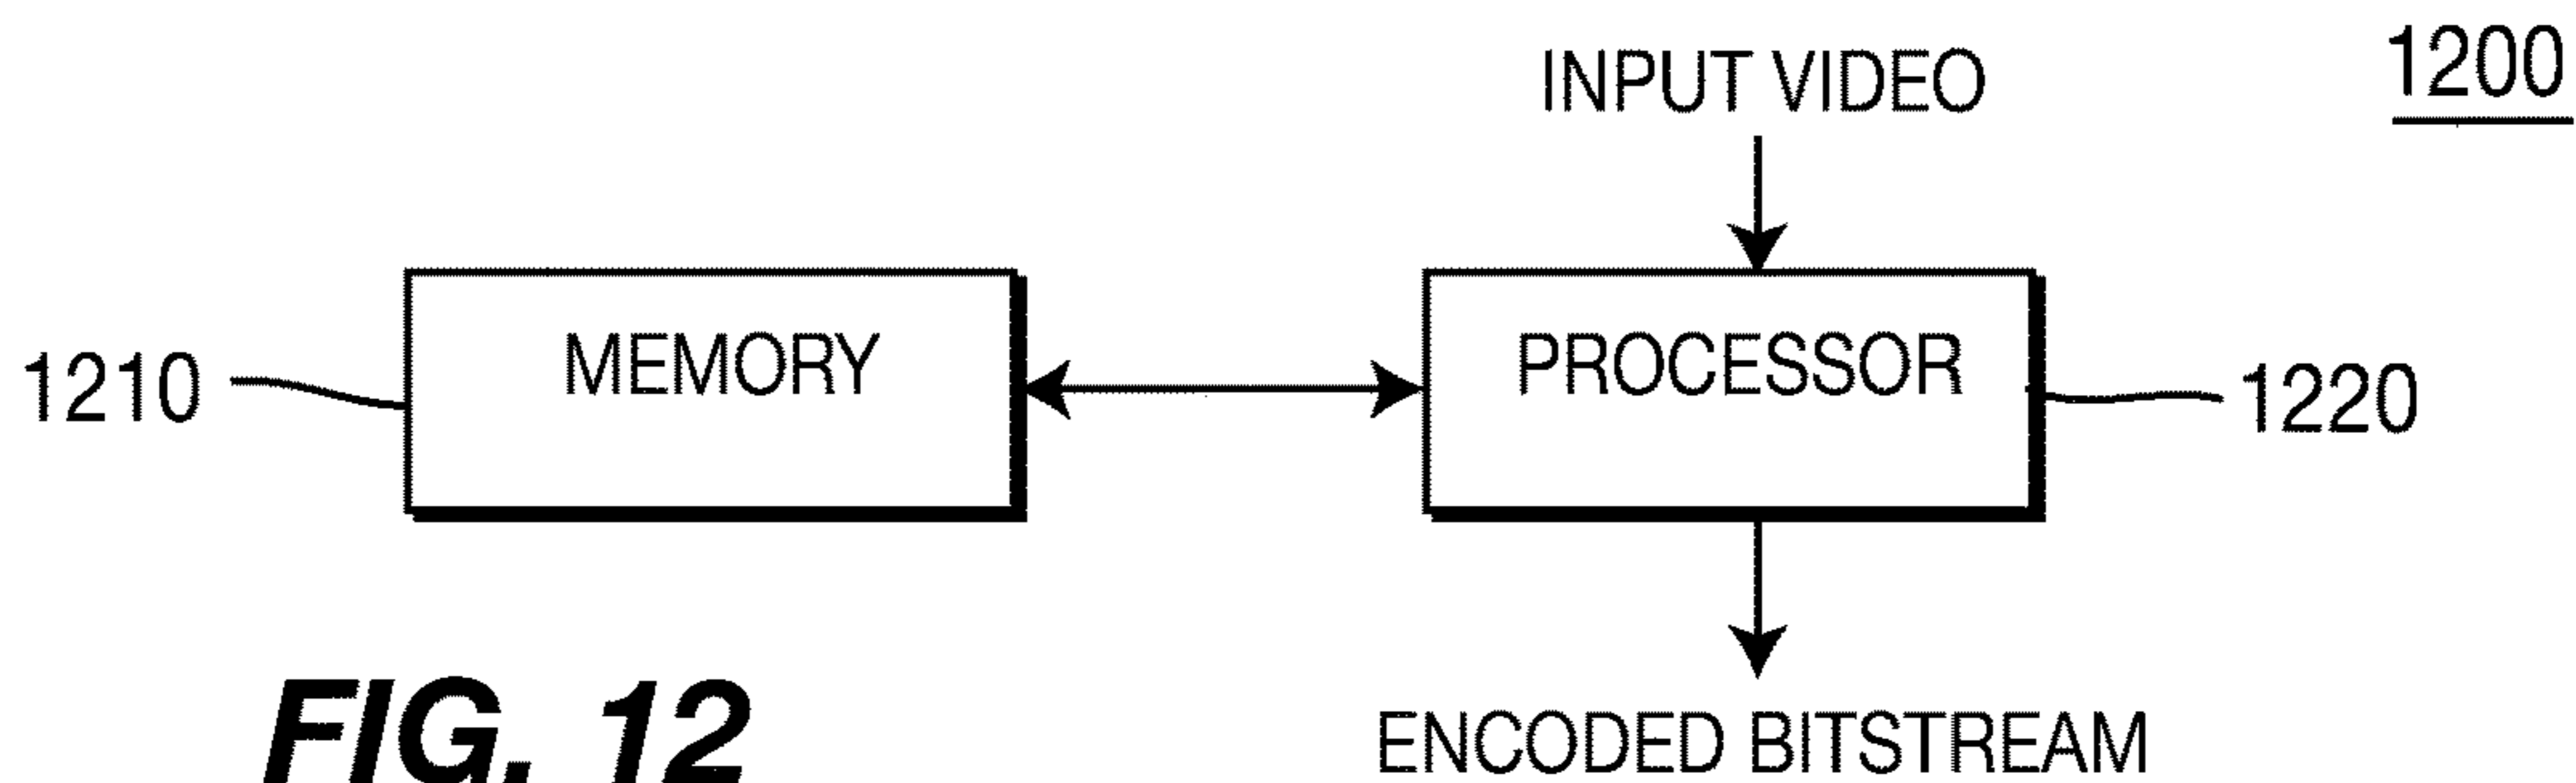 1200
INPUT VIDEO
1210
MEMORY
PROCESSOR
1220
ENCODED BITSTREAM
FIG. 12